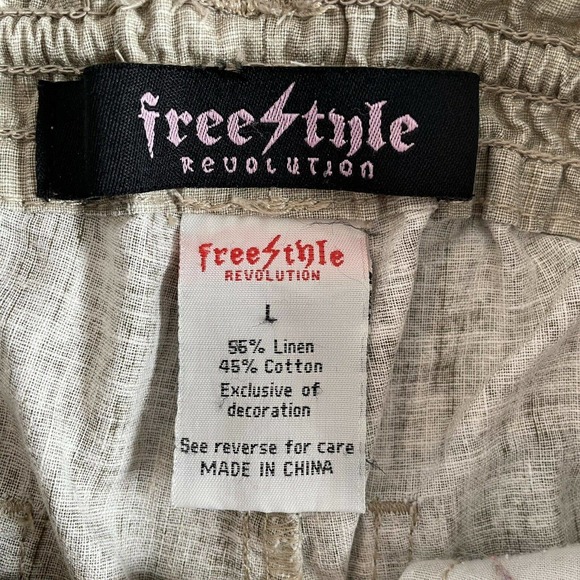 freestyle
REVOLUTION
freestyle
REVOLUTION
L
55% Linen
45% Cotton
Exclusive of
decoration
See reverse for care
MADE IN CHINA